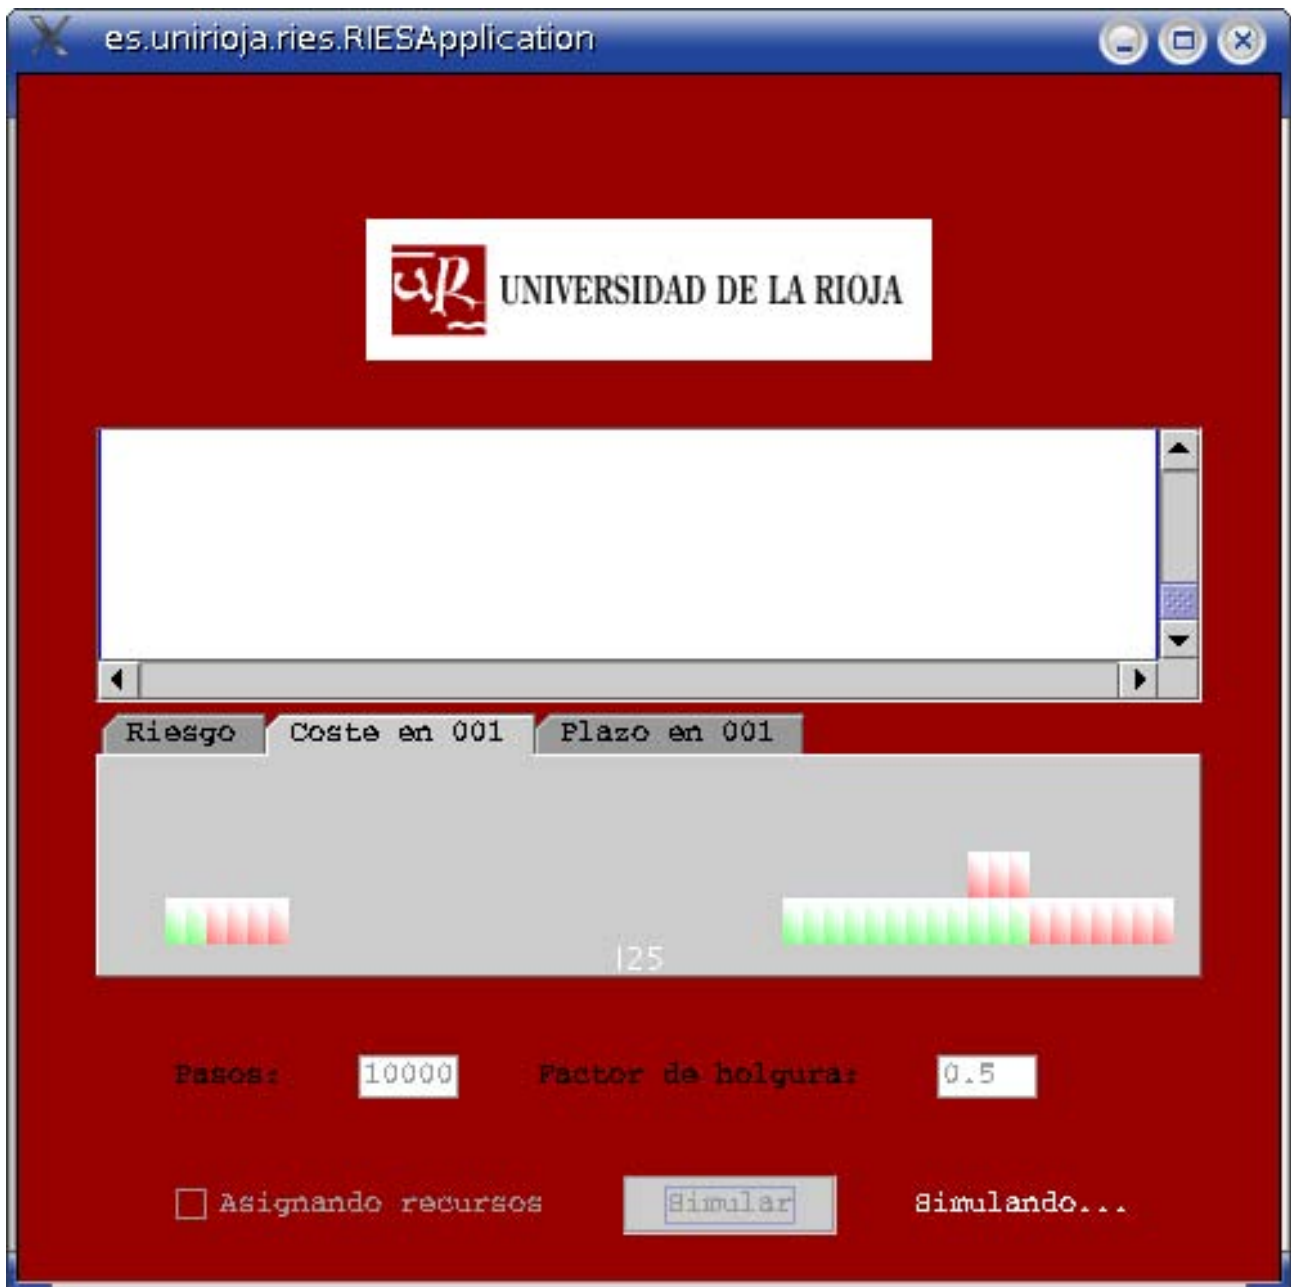 es.unirioja.ries.RIESApplication
uR UNIVERSIDAD DE LA RIOJA
Riesgo Coste en 001 Plazo en 001
125
Pasos: 10000 Factor de holgura: 0.5
Asignando recursos Simular Simulando...